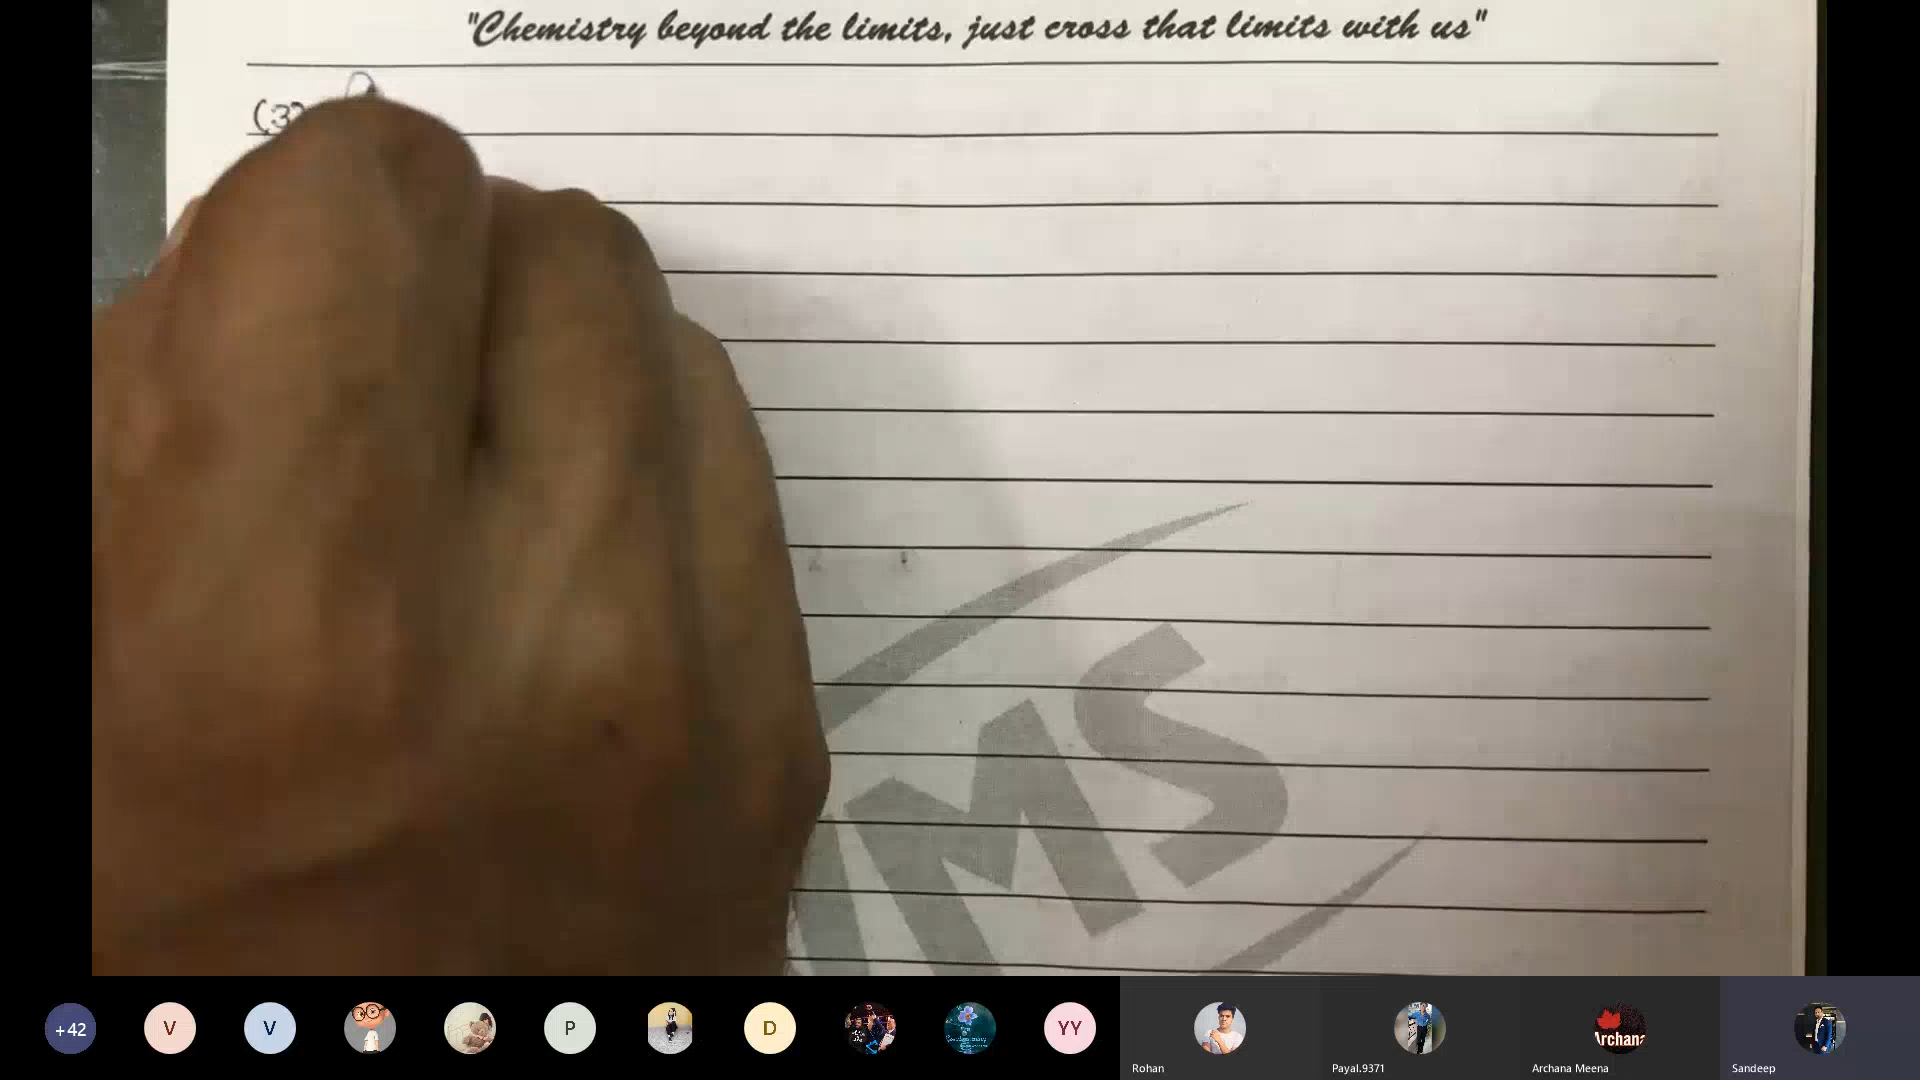 "Chemistry beyond the limits, just cross that limits with us"
(3)
IMS
+42
V
V
P
D
YY
Rohan
Payal.9371
Archana Meena
Sandeep